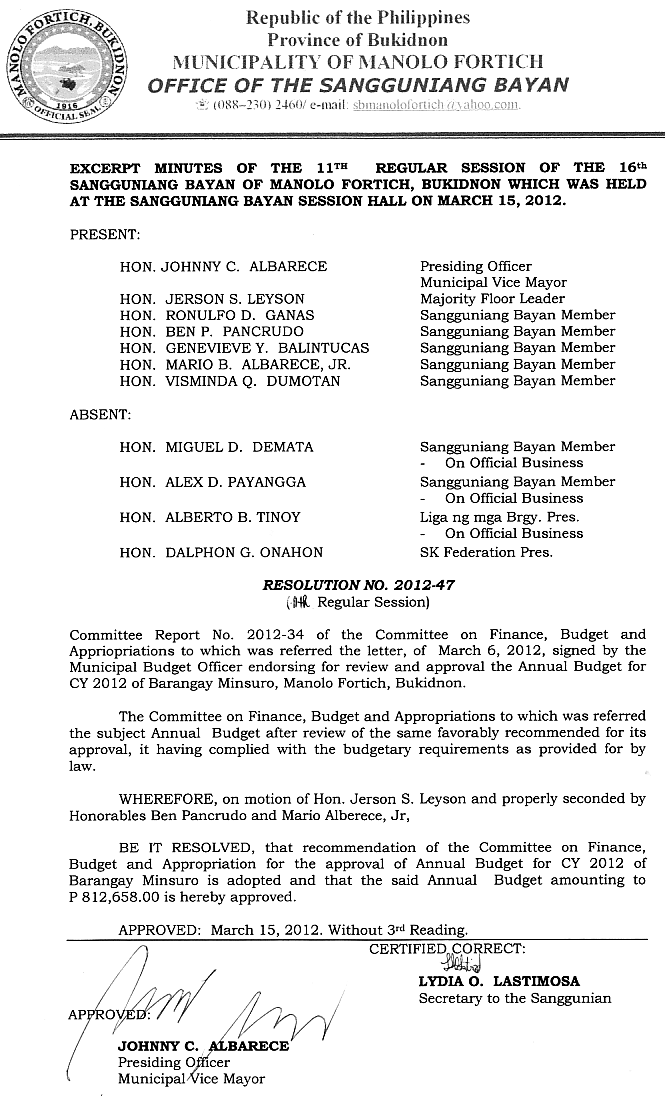 MANOLO FORTICH, BUKIDNON
1916
OFFICIAL SEAL
Republic of the Philippines
Province of Bukidnon
MUNICIPALITY OF MANOLO FORTICH
OFFICE OF THE SANGGUNIANG BAYAN
☏ (088-230) 2460/ e-mail: sbmanolofortich@yahoo.com.
EXCERPT MINUTES OF THE 11TH REGULAR SESSION OF THE 16th
SANGGUNIANG BAYAN OF MANOLO FORTICH, BUKIDNON WHICH WAS HELD
AT THE SANGGUNIANG BAYAN SESSION HALL ON MARCH 15, 2012.
PRESENT:
HON. JOHNNY C. ALBARECE Presiding Officer
Municipal Vice Mayor
HON. JERSON S. LEYSON Majority Floor Leader
HON. RONULFO D. GANAS Sangguniang Bayan Member
HON. BEN P. PANCRUDO Sangguniang Bayan Member
HON. GENEVIEVE Y. BALINTUCAS Sangguniang Bayan Member
HON. MARIO B. ALBARECE, JR. Sangguniang Bayan Member
HON. VISMINDA Q. DUMOTAN Sangguniang Bayan Member
ABSENT:
HON. MIGUEL D. DEMATA Sangguniang Bayan Member
- On Official Business
HON. ALEX D. PAYANGGA Sangguniang Bayan Member
- On Official Business
HON. ALBERTO B. TINOY Liga ng mga Brgy. Pres.
- On Official Business
HON. DALPHON G. ONAHON SK Federation Pres.
RESOLUTION NO. 2012-47
Regular Session)
Committee Report No. 2012-34 of the Committee on Finance, Budget and
Appriopriations to which was referred the letter, of March 6, 2012, signed by the
Municipal Budget Officer endorsing for review and approval the Annual Budget for
CY 2012 of Barangay Minsuro, Manolo Fortich, Bukidnon.
The Committee on Finance, Budget and Appropriations to which was referred
the subject Annual Budget after review of the same favorably recommended for its
approval, it having complied with the budgetary requirements as provided for by
law.
WHEREFORE, on motion of Hon. Jerson S. Leyson and properly seconded by
Honorables Ben Pancrudo and Mario Alberece, Jr,
BE IT RESOLVED, that recommendation of the Committee on Finance,
Budget and Appropriation for the approval of Annual Budget for CY 2012 of
Barangay Minsuro is adopted and that the said Annual Budget amounting to
P 812,658.00 is hereby approved.
APPROVED: March 15, 2012. Without 3rd Reading.
CERTIFIED CORRECT:
LYDIA O. LASTIMOSA
Secretary to the Sanggunian
APPROVED:
JOHNNY C. ALBARECE
Presiding Officer
Municipal Vice Mayor